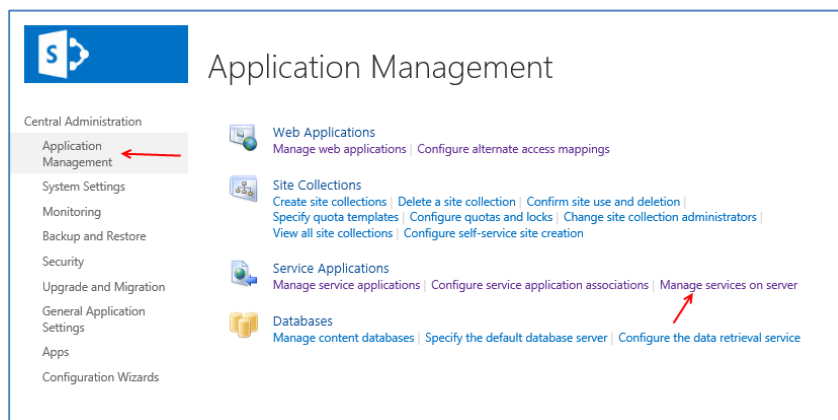 S
Application Management
Central Administration
Application
Management
System Settings
Monitoring
Backup and Restore
Security
Upgrade and Migration
General Application
Settings
Apps
Configuration Wizards
Web Applications
Manage web applications | Configure alternate access mappings
Site Collections
Create site collections | Delete a site collection | Confirm site use and deletion |
Specify quota templates | Configure quotas and locks | Change site collection administrators |
View all site collections | Configure self-service site creation
Service Applications
Manage service applications | Configure service application associations | Manage services on server
Databases
Manage content databases | Specify the default database server | Configure the data retrieval service